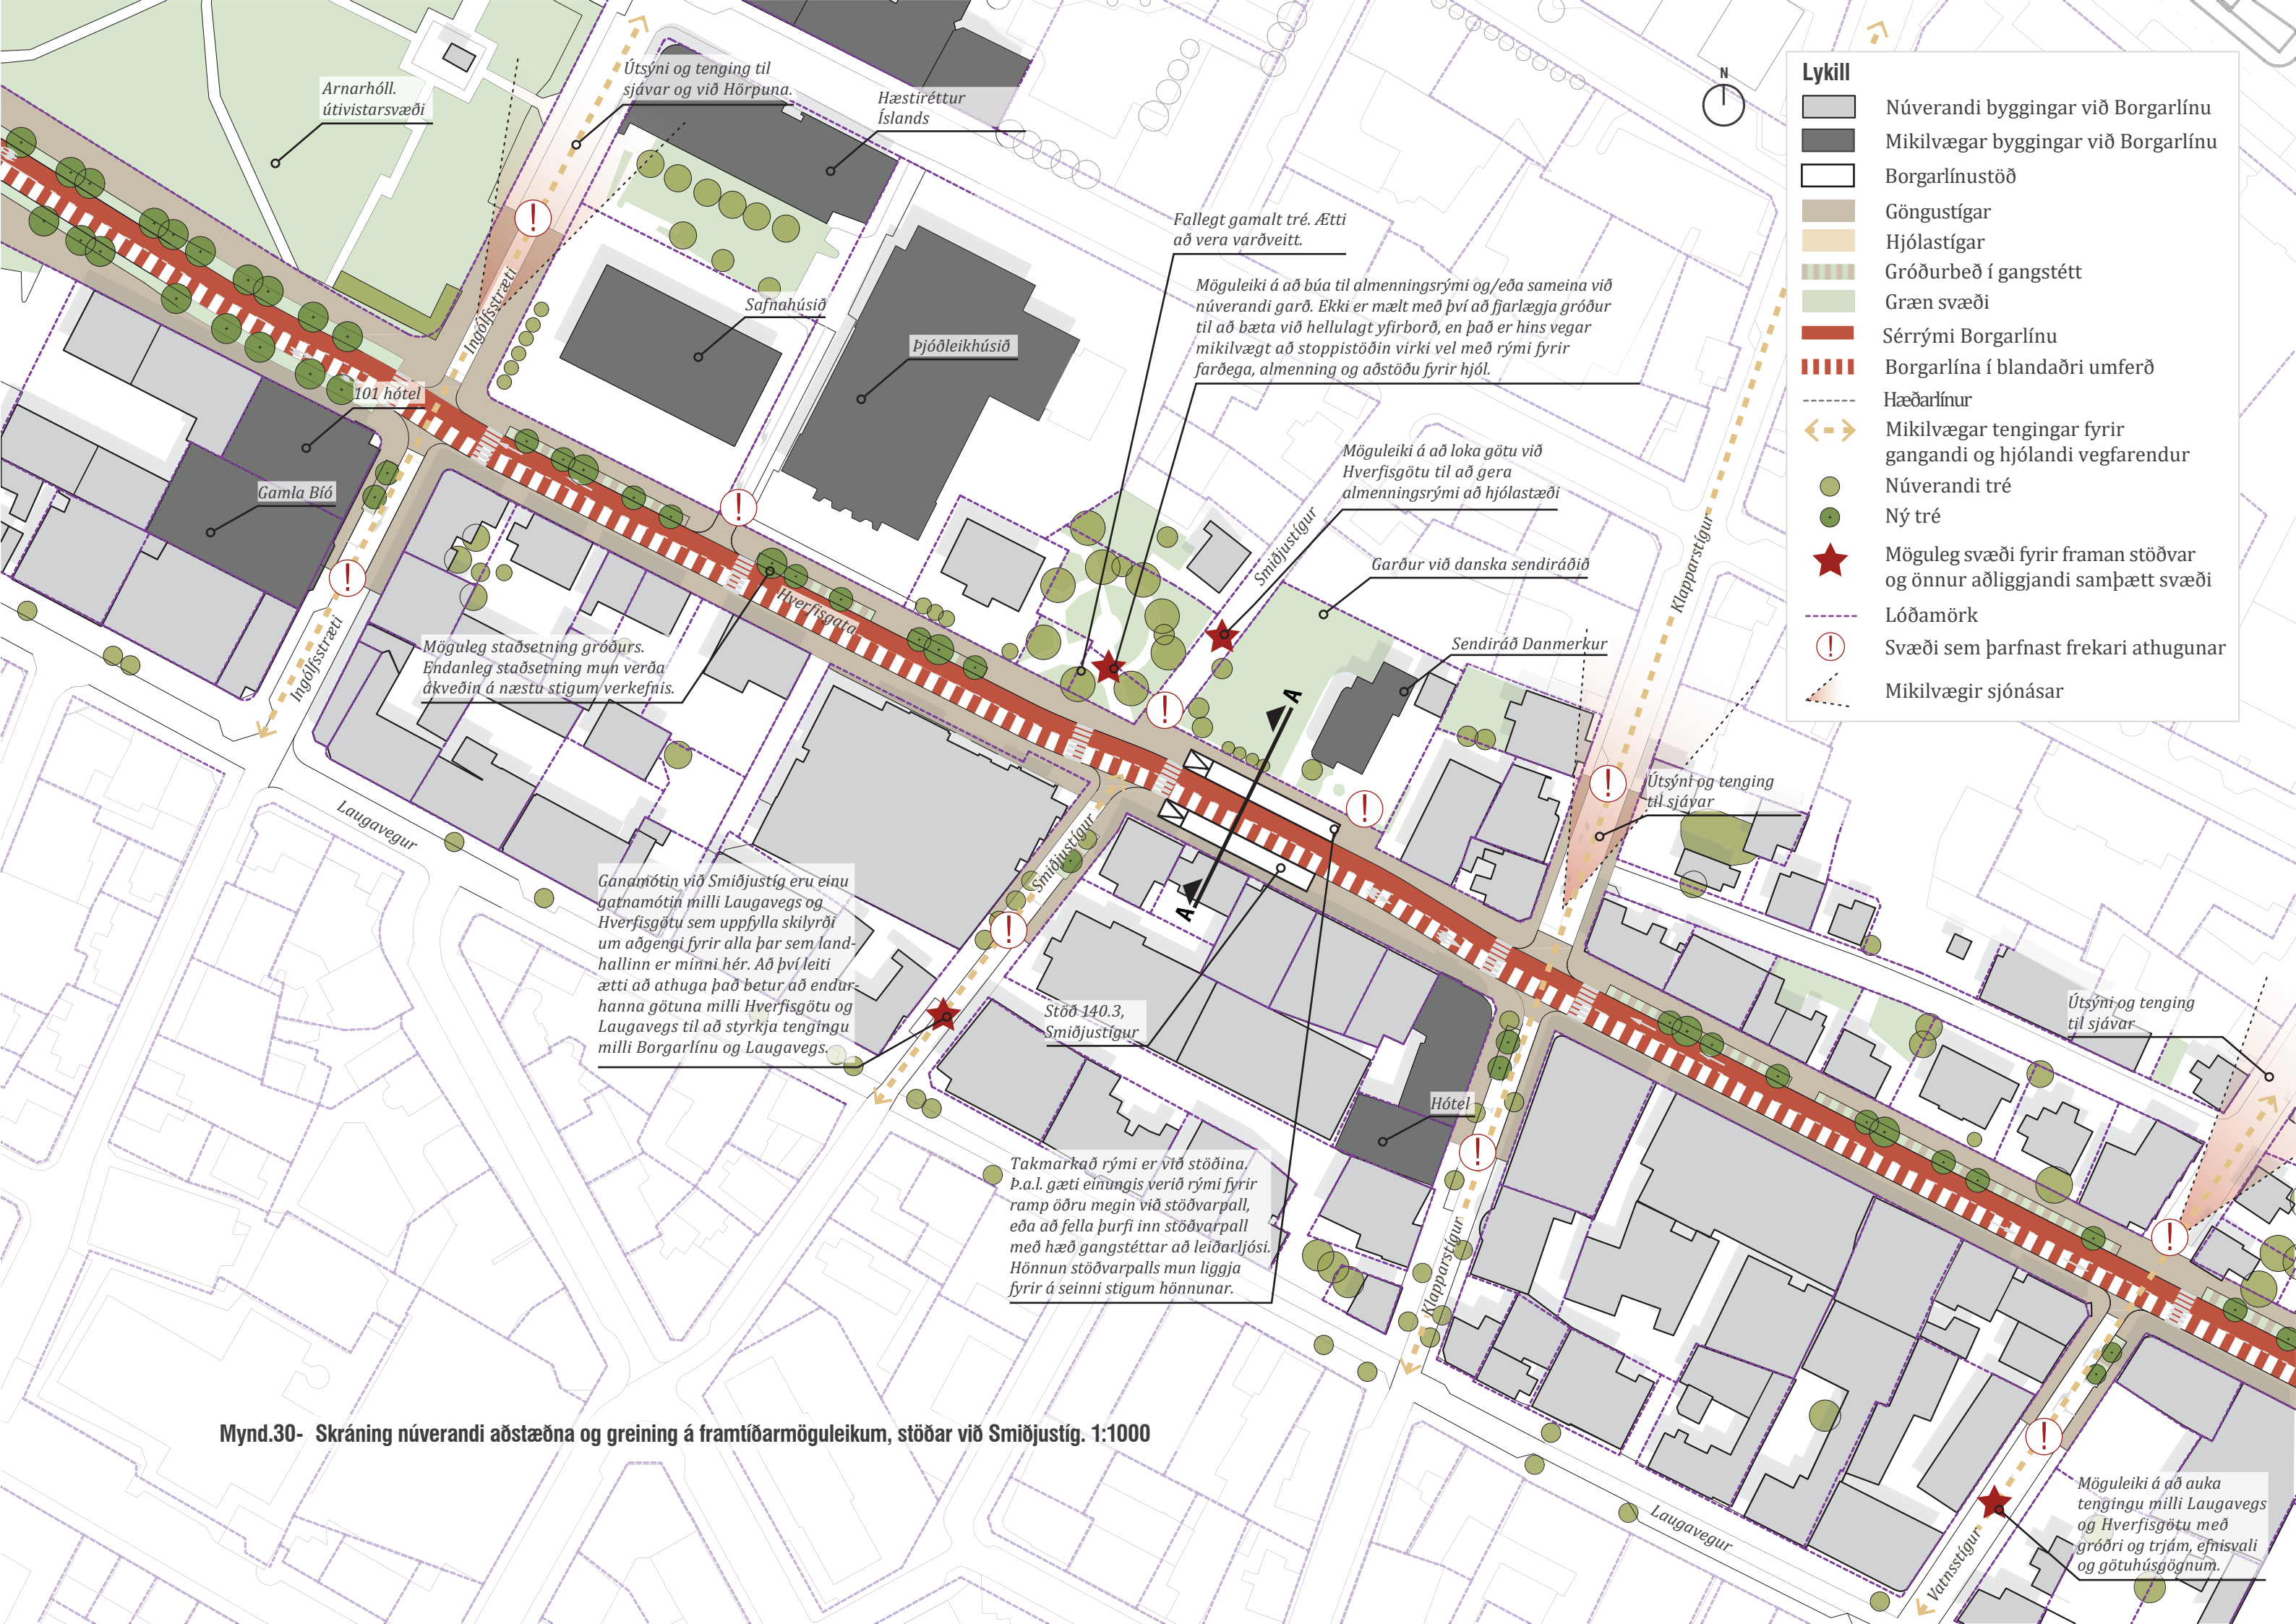 Arnarhóll.
útivistarsvæði
Útsýni og tenging til
sjávar og við Hörpuna.
Hæstiréttur
Íslands
N
Lykill
Núverandi byggingar við Borgarlínu
Mikilvægar byggingar við Borgarlínu
Borgarlínustöð
Göngustígar
Hjólastígar
Gróðurbeð í gangstétt
Græn svæði
Sérrými Borgarlínu
Borgarlína í blandaðri umferð
Hæðarlínur
Mikilvægar tengingar fyrir
gangandi og hjólandi vegfarendur
Núverandi tré
Ný tré
Möguleg svæði fyrir framan stöðvar
og önnur aðliggjandi samþætt svæði
Lóðamörk
Svæði sem þarfnast frekari athugunar
Mikilvægir sjónásar
Fallegt gamalt tré. Ætti
að vera varðveitt.
Möguleiki á að búa til almenningsrými og/eða sameina við
núverandi garð. Ekki er mælt með því að fjarlægja gróður
til að bæta við hellulagt yfirborð, en það er hins vegar
mikilvægt að stoppistöðin virki vel með rými fyrir
farþega, almenning og aðstöðu fyrir hjól.
Ingólfsstræti
Safnahúsið
Þjóðleikhúsið
101 hótel
Gamla Bíó
Möguleiki á að loka götu við
Hverfisgötu til að gera
almenningsrými að hjólastæði
Smiðjustígur
Klapparstígur
Garður við danska sendiráðið
Sendiráð Danmerkur
Hverfisgata
Möguleg staðsetning gróðurs.
Endanleg staðsetning mun verða
ákveðin á næstu stigum verkefnis.
Ingólfsstræti
A
A
Útsýni og tenging
til sjávar
Laugavegur
Smiðjustígur
Ganamótin við Smiðjustíg eru einu
gatnamótin milli Laugavegs og
Hverfisgötu sem uppfylla skilyrði
um aðgengi fyrir alla þar sem land-
hallinn er minni hér. Að því leiti
ætti að athuga það betur að endur-
hanna götuna milli Hverfisgötu og
Laugavegs til að styrkja tengingu
milli Borgarlínu og Laugavegs.
Stöð 140.3,
Smiðjustígur
Útsýni og tenging
til sjávar
Hótel
Takmarkað rými er við stöðina.
Þ.a.l. gæti einungis verið rými fyrir
ramp öðru megin við stöðvarpall,
eða að fella þurfi inn stöðvarpall
með hæð gangstéttar að leiðarljósi.
Hönnun stöðvarpalls mun liggja
fyrir á seinni stigum hönnunar.
Klapparstígur
Mynd.30- Skráning núverandi aðstæðna og greining á framtíðarmöguleikum, stöðar við Smiðjustíg. 1:1000
Laugavegur
Vatnsstígur
Möguleiki á að auka
tengingu milli Laugavegs
og Hverfisgötu með
gróðri og trjám, efnisvali
og götuhúsgögnum.